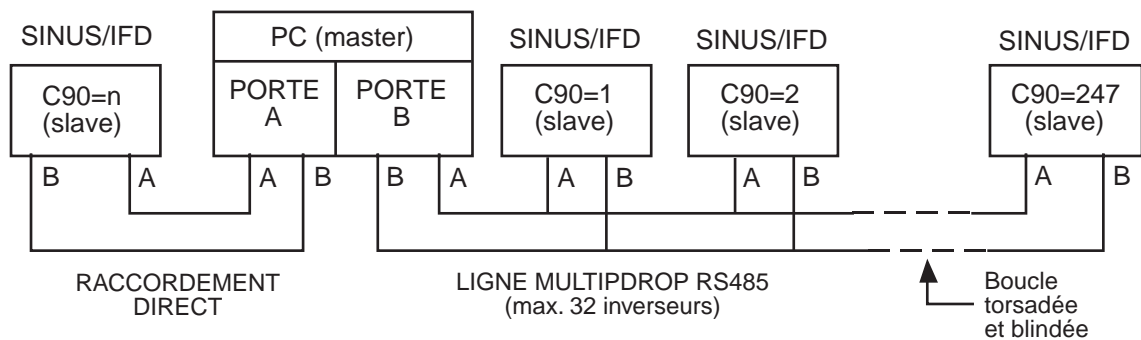 SINUS/IFD
C90=n
(slave)
B
A
PC (master)
PORTE
A
PORTE
B
A
B
B
A
SINUS/IFD
C90=1
(slave)
A
B
SINUS/IFD
C90=2
(slave)
A
B
SINUS/IFD
C90=247
(slave)
A
B
RACCORDEMENT
DIRECT
LIGNE MULTIPDROP RS485
(max. 32 inverseurs)
Boucle
torsadée
et blindée